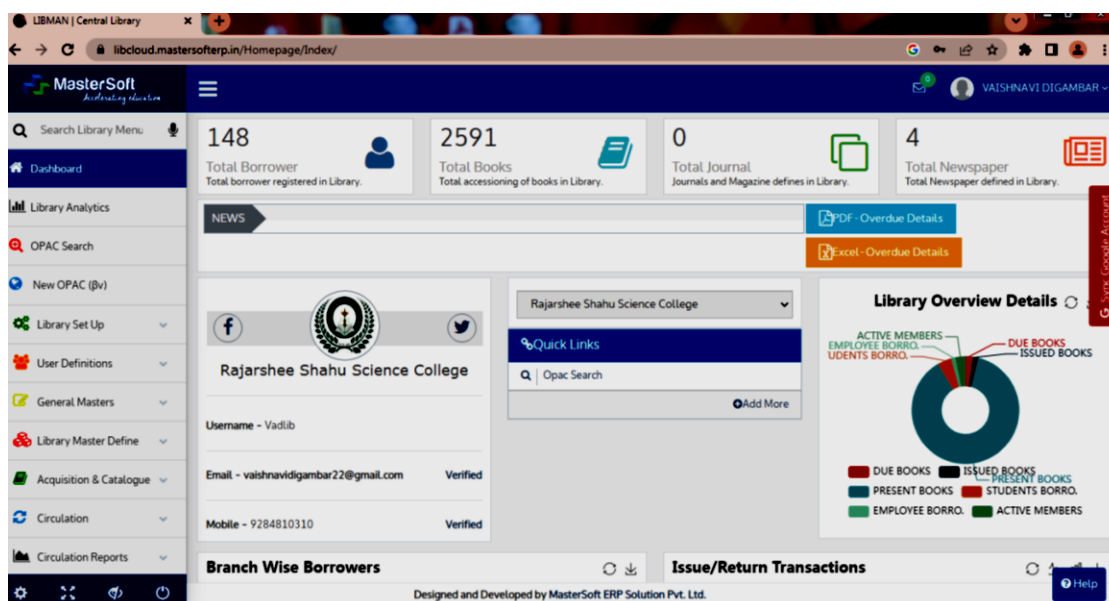 LIBMAN | Central Library
libcloud.mastersofterp.in/Homepage/Index/
MasterSoft
Accelerating education
VAISHNAVI DIGAMBAR
Search Library Menu
Dashboard
Library Analytics
OPAC Search
New OPAC (βv)
Library Set Up
User Definitions
General Masters
Library Master Define
Acquisition & Catalogue
Circulation
Circulation Reports
148
Total Borrower
Total borrower registered in Library.
2591
Total Books
Total accessioning of books in Library.
0
Total Journal
Journals and Magazine defines in Library.
4
Total Newspaper
Total Newspaper defined in Library.
NEWS
PDF - Overdue Details
Excel - Overdue Details
G Sync Google Account
Rajarshee Shahu Science College
Username - Vadlib
Email - vaishnavidigambar22@gmail.com Verified
Mobile - 9284810310 Verified
Rajarshee Shahu Science College
Quick Links
Opac Search
Add More
Library Overview Details
ACTIVE MEMBERS
EMPLOYEE BORRO.
UDENTS BORRO.
DUE BOOKS
ISSUED BOOKS
PRESENT BOOKS
DUE BOOKS ISSUED BOOKS
PRESENT BOOKS STUDENTS BORRO.
EMPLOYEE BORRO. ACTIVE MEMBERS
Branch Wise Borrowers
Issue/Return Transactions
Designed and Developed by MasterSoft ERP Solution Pvt. Ltd.
Help